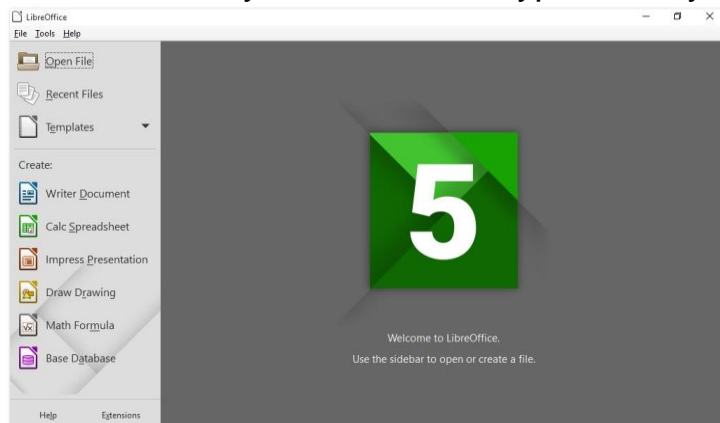 LibreOffice
File Tools Help
Open File
Recent Files
Templates
Create:
Writer Document
Calc Spreadsheet
Impress Presentation
Draw Drawing
Math Formula
Base Database
Help Extensions
5
Welcome to LibreOffice.
Use the sidebar to open or create a file.